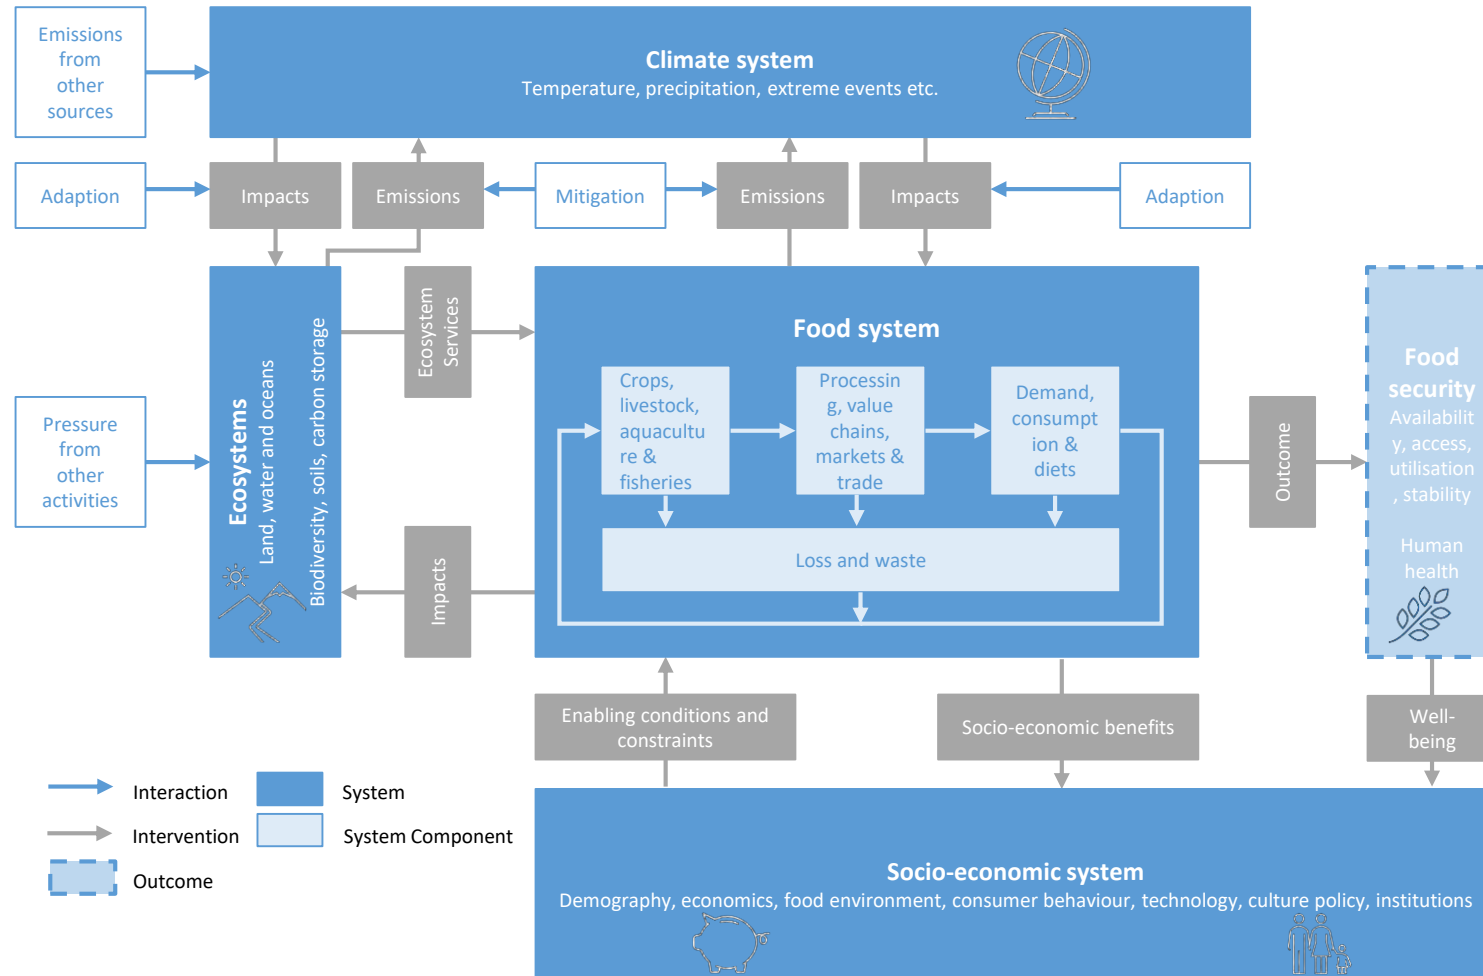 Emissions
from
other
sources
Climate system
Temperature, precipitation, extreme events etc.
Adaption
Impacts
Emissions
Mitigation
Emissions
Impacts
Adaption
Pressure
from
other
activities
Ecosystems
Land, water and oceans
Biodiversity, soils, carbon storage
Ecosystem
Services
Impacts
Food system
Crops,
livestock,
aquacultu
re &
fisheries
Processin
g, value
chains,
markets &
trade
Demand,
consumpt
ion &
diets
Loss and waste
Outcome
Food
security
Availabilit
y, access,
utilisation
, stability
Human
health
Enabling conditions and
constraints
Socio-economic benefits
Well-
being
Interaction
System
Intervention
System Component
Outcome
Socio-economic system
Demography, economics, food environment, consumer behaviour, technology, culture policy, institutions